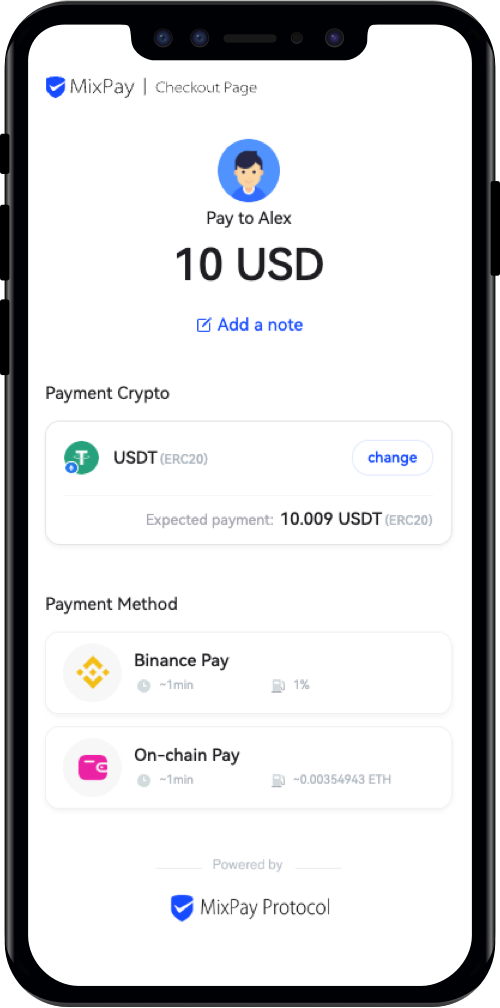 MixPay | Checkout Page
Pay to Alex
10 USD
Add a note
Payment Crypto
USDT (ERC20)
change
Expected payment: 10.009 USDT (ERC20)
Payment Method
Binance Pay
~1min 1%
On-chain Pay
~1min ~0.00354943 ETH
Powered by
MixPay Protocol